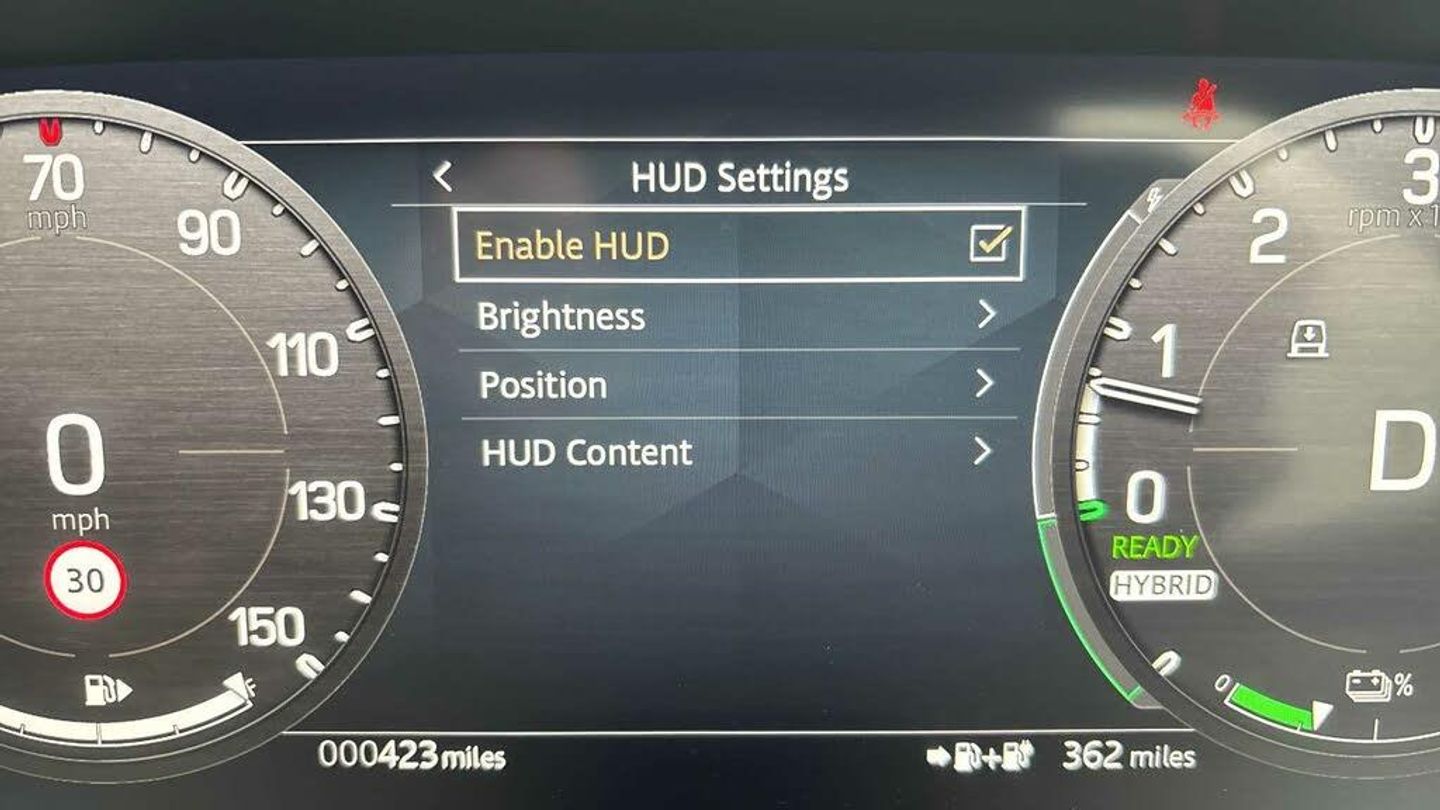 HUD Settings
Enable HUD
Brightness
Position
HUD Content
70
mph
90
110
130
150
0
mph
30
F
000423 miles
3
rpm x 1
2
1
0
READY
HYBRID
D
0
%
362 miles